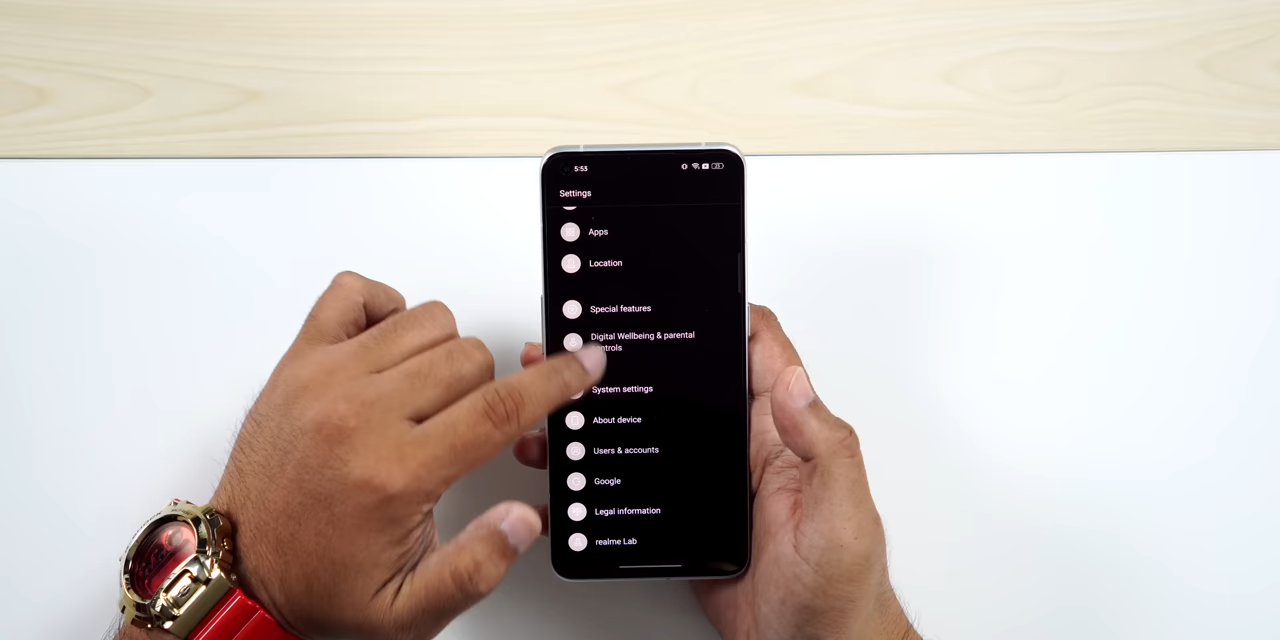 5:53
Settings
Apps
Location
Special features
Digital Wellbeing & parental
System settings
About device
Users & accounts
Google
Legal information
realme Lab